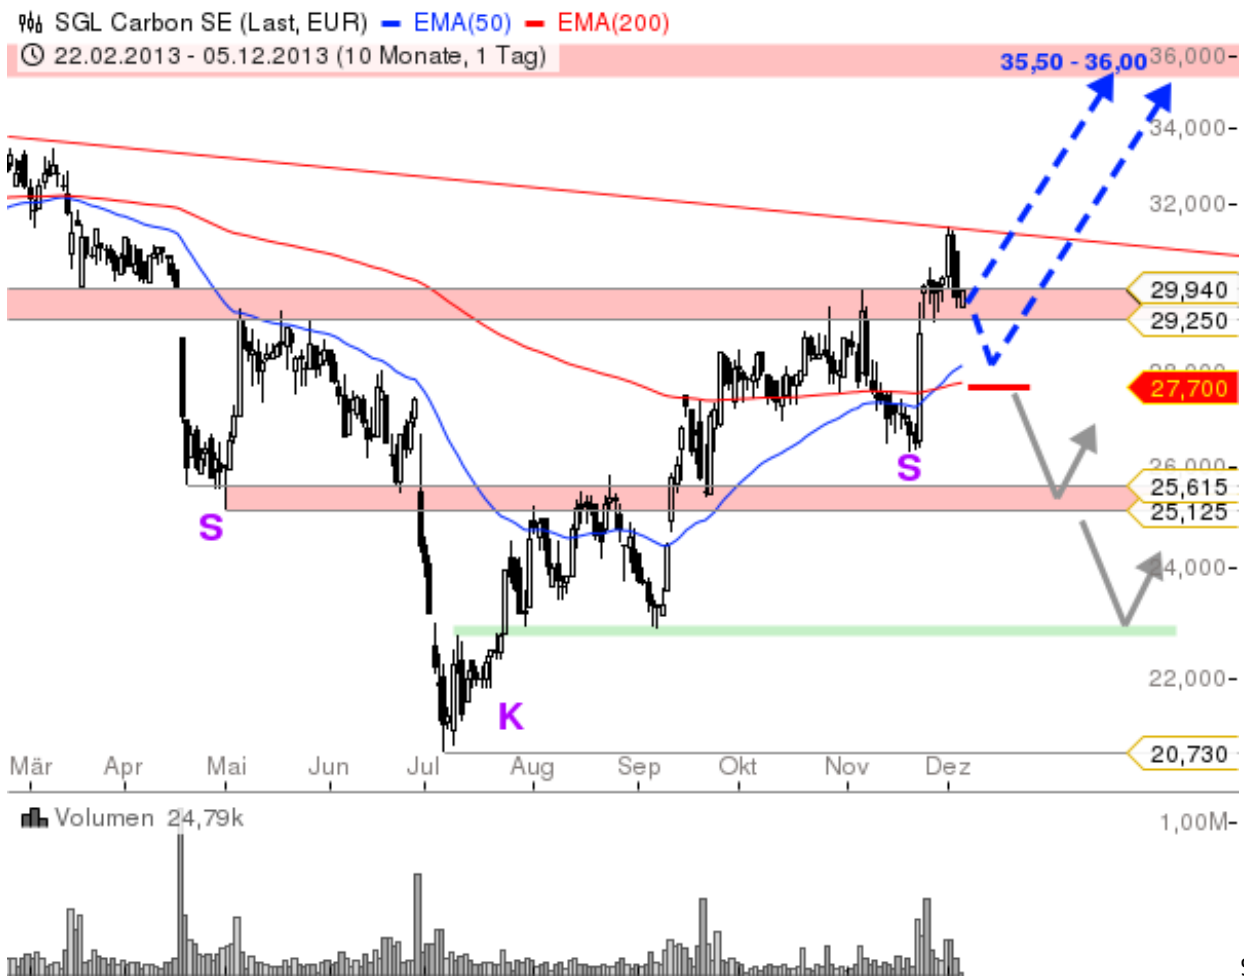 SGL Carbon SE (Last, EUR) EMA(50) EMA(200)
22.02.2013 - 05.12.2013 (10 Monate, 1 Tag)
35,50 - 36,00
36,000
34,000
32,000
29,940
29,250
28,000
27,700
26,000
25,615
25,125
24,000
22,000
20,730
S
K
S
Mär Apr Mai Jun Jul Aug Sep Okt Nov Dez
Volumen 24,79k
1,00M